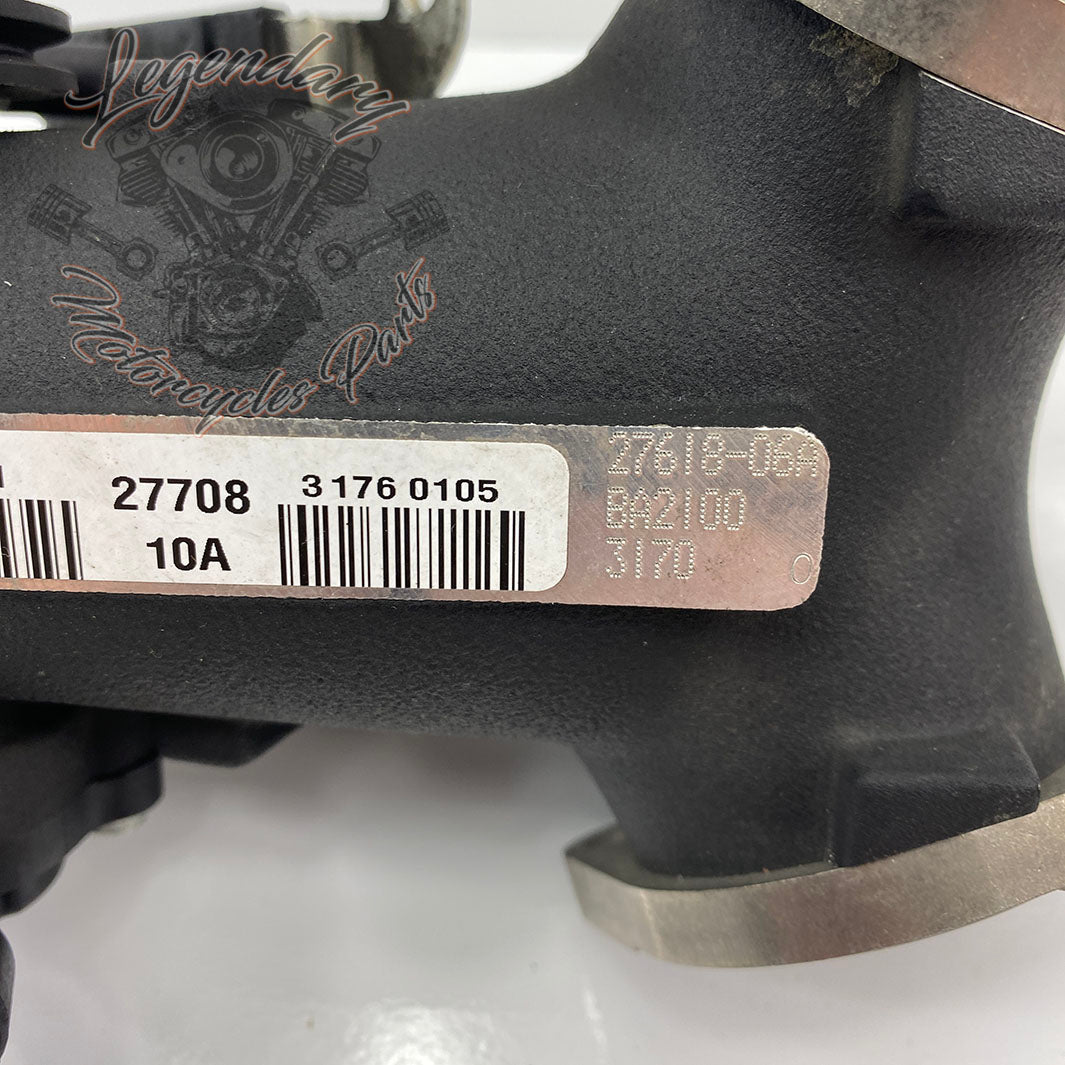 Legendary
Motorcycles Parts
27708
10A
3 176 0105
27618-06A
BA2100
3170